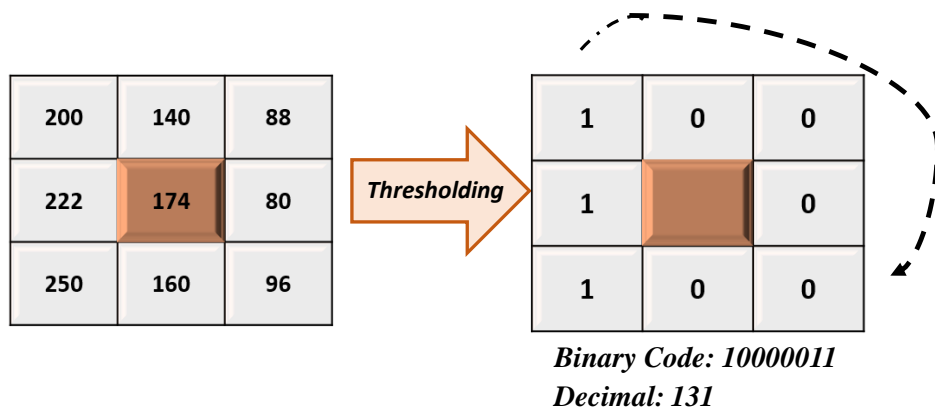 200 140 88
222 174 80
250 160 96
Thresholding
1 0 0
1 0
1 0 0
Binary Code: 10000011
Decimal: 131